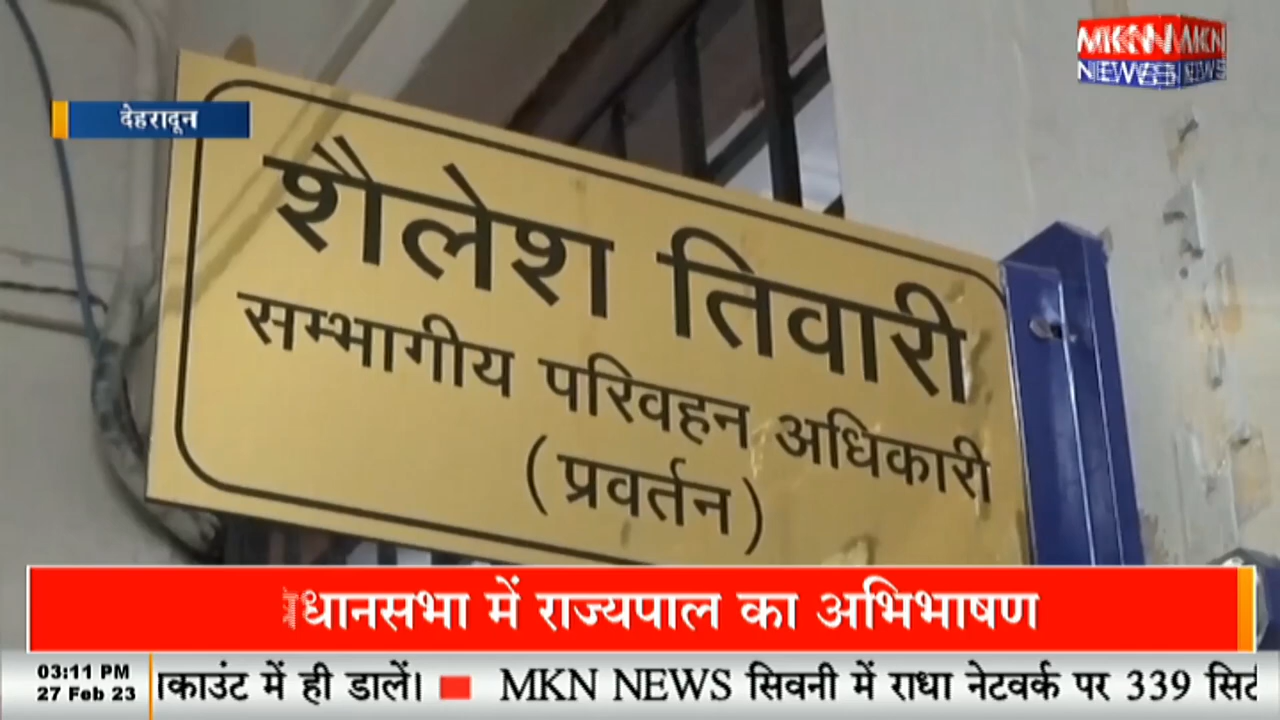 MKN
NEWS
देहरादून
शैलेश तिवारी
सम्भागीय परिवहन अधिकारी
(प्रवर्तन)
धानसभा में राज्यपाल का अभिभाषण
03:11 PM
27 Feb 23
काउंट में ही डालें। MKN NEWS सिवनी में राधा नेटवर्क पर 339